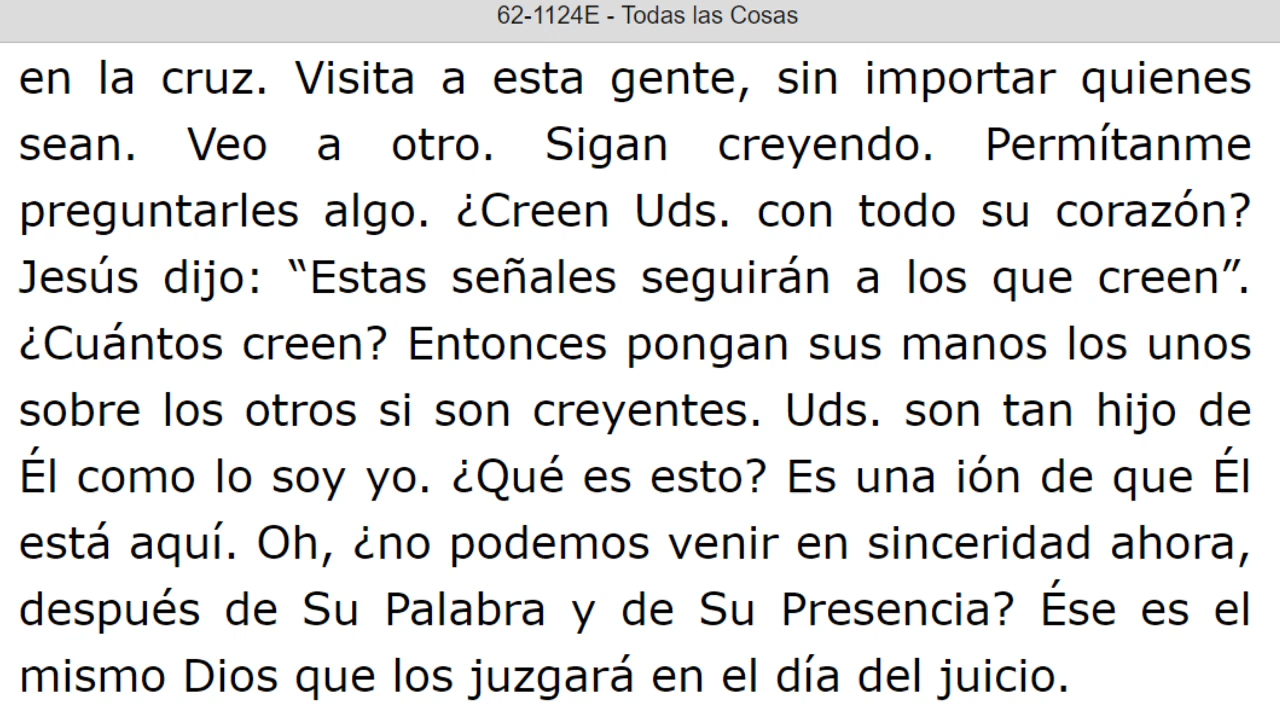 62-1124E - Todas las Cosas
en la cruz. Visita a esta gente, sin importar quienes
sean. Veo a otro. Sigan creyendo. Permítanme
preguntarles algo. ¿Creen Uds. con todo su corazón?
Jesús dijo: “Estas señales seguirán a los que creen”.
¿Cuántos creen? Entonces pongan sus manos los unos
sobre los otros si son creyentes. Uds. son tan hijo de
Él como lo soy yo. ¿Qué es esto? Es una ión de que Él
está aquí. Oh, ¿no podemos venir en sinceridad ahora,
después de Su Palabra y de Su Presencia? Ése es el
mismo Dios que los juzgará en el día del juicio.